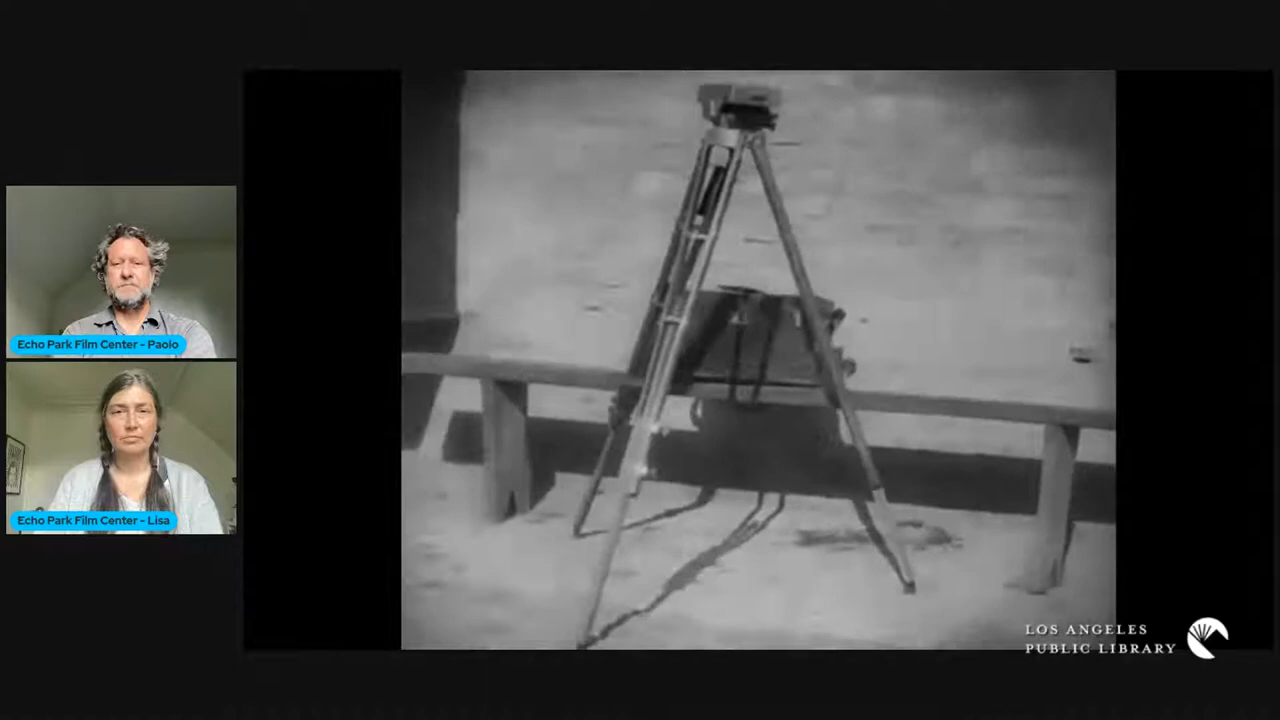 Echo Park Film Center - Paolo
Echo Park Film Center - Lisa
LOS ANGELES
PUBLIC LIBRARY